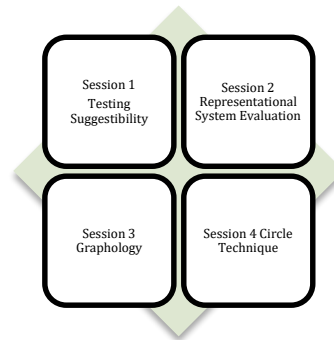 Session 1
Testing
Suggestibility
Session 2
Representational
System Evaluation
Session 3
Graphology
Session 4 Circle
Technique